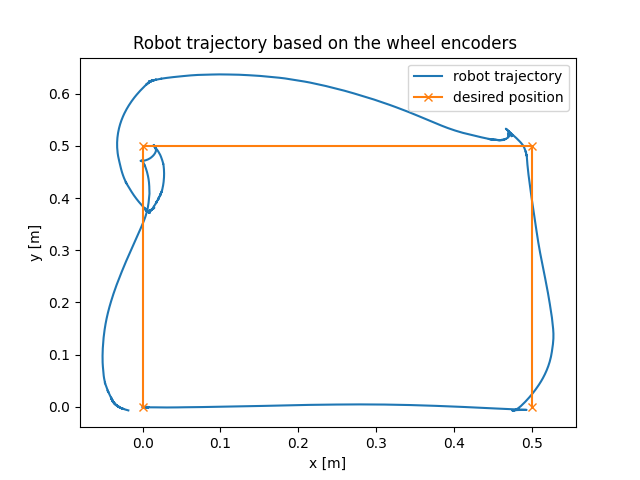 Robot trajectory based on the wheel encoders
robot trajectory
desired position
0.6
0.5
0.4
0.3
0.2
0.1
0.0
y [m]
0.0 0.1 0.2 0.3 0.4 0.5
x [m]